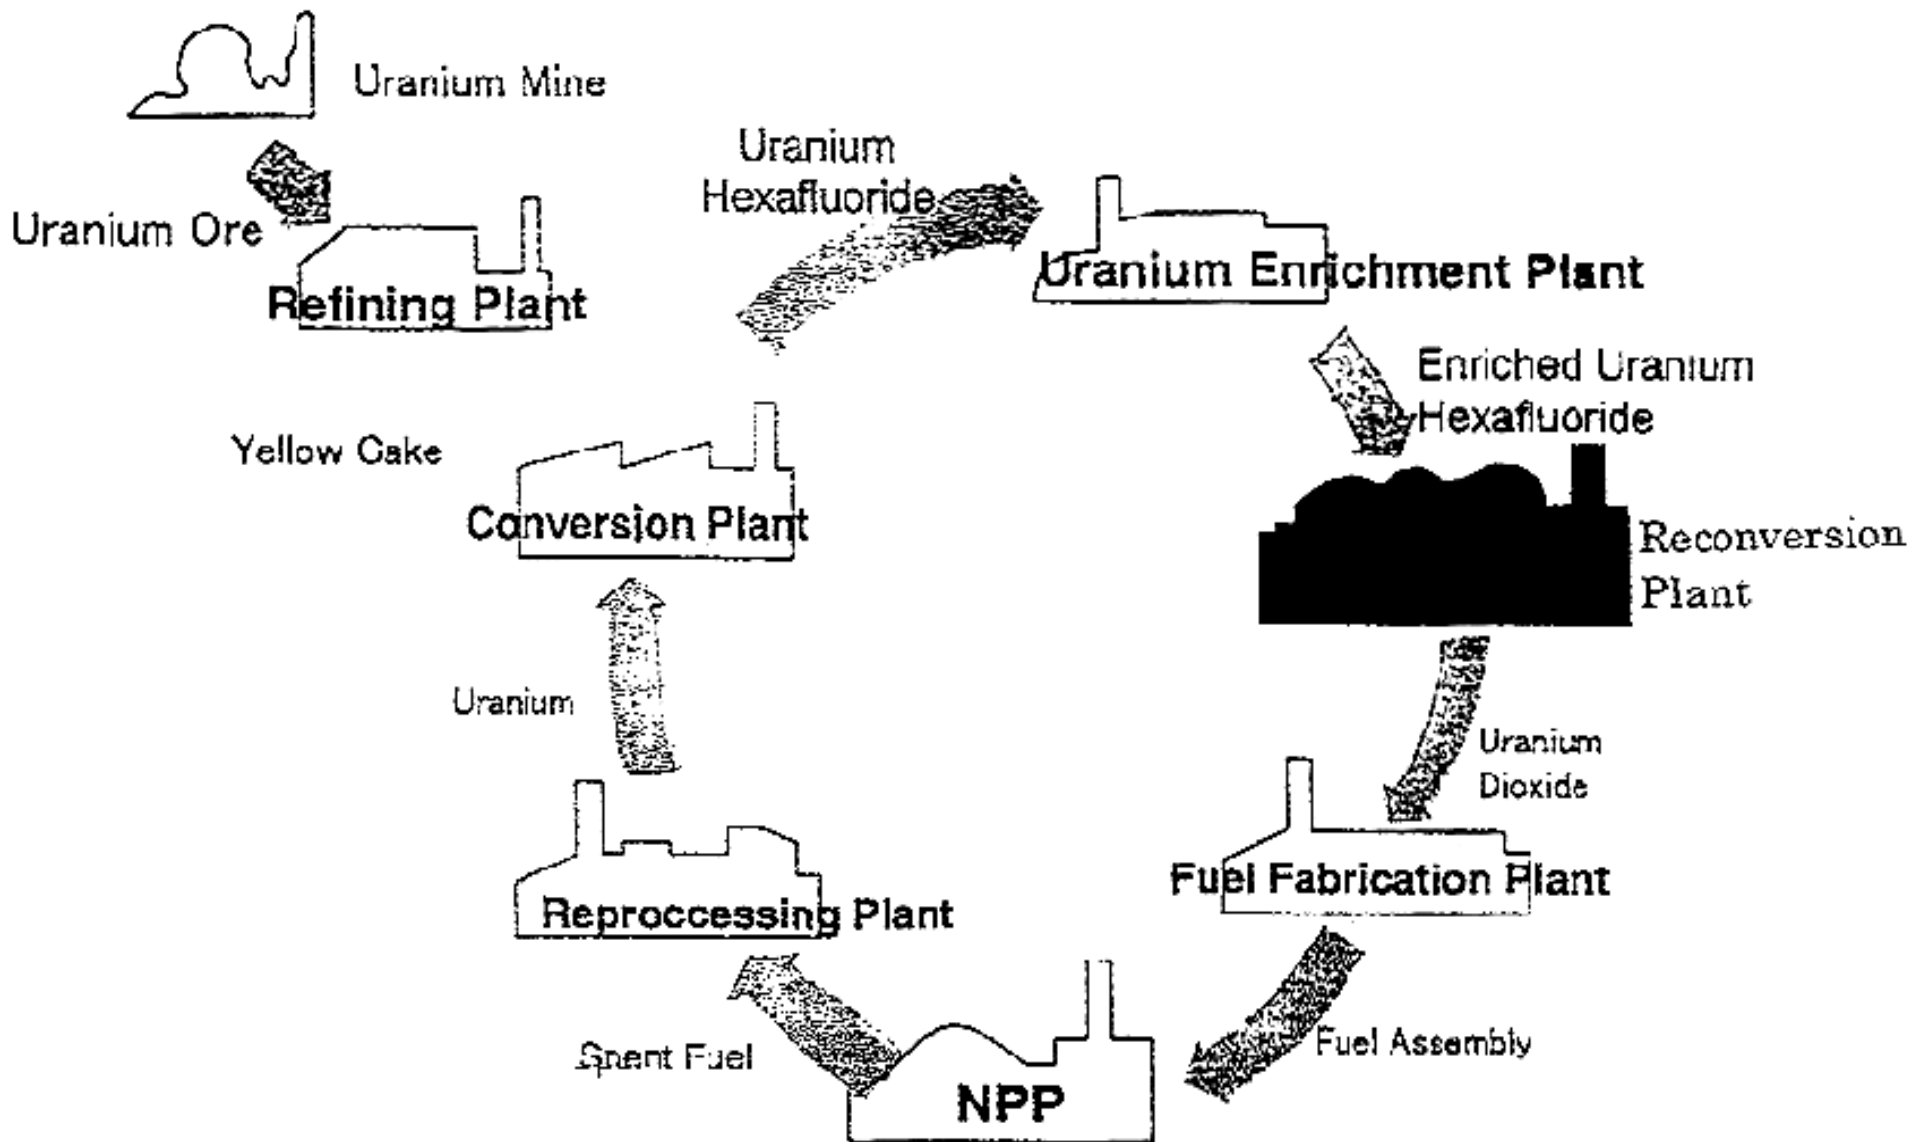 Uranium Mine
Uranium Ore
Refining Plant
Uranium
Hexafluoride
Uranium Enrichment Plant
Enriched Uranium
Hexafluoride
Yellow Cake
Conversion Plant
Reconversion
Plant
Uranium
Uranium
Dioxide
Reproccessing Plant
Fuel Fabrication Plant
Spent Fuel
NPP
Fuel Assembly